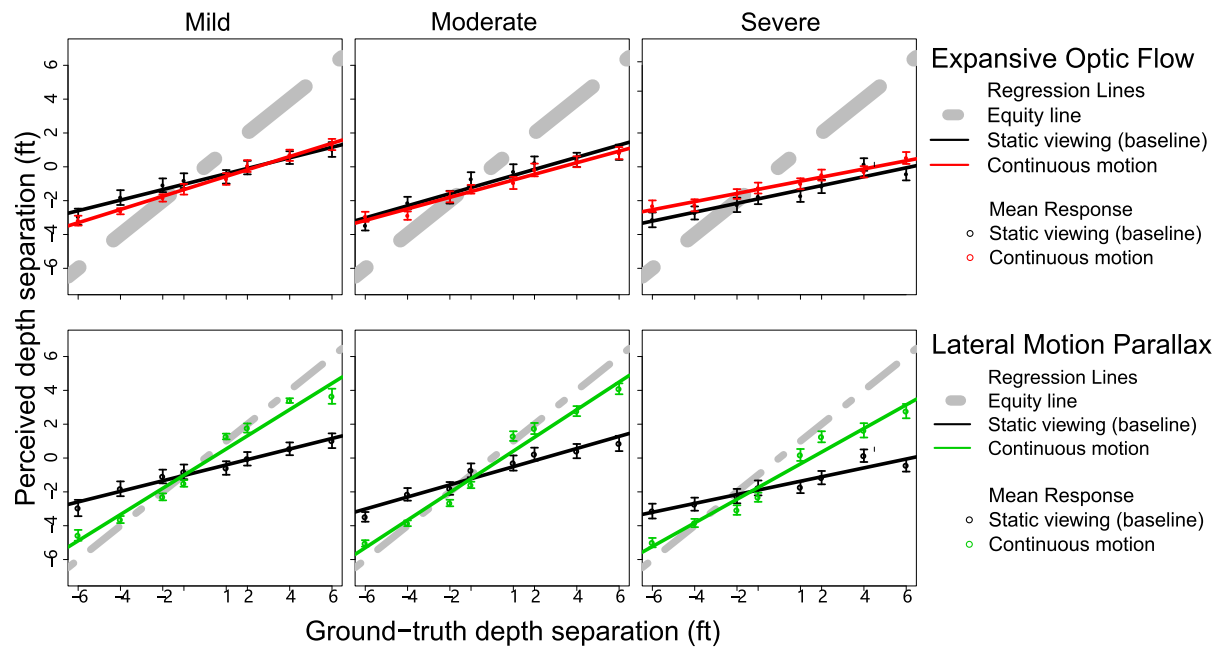 Mild Moderate Severe
Perceived depth separation (ft)
6
4
2
0
−2
−4
−6
Expansive Optic Flow
Regression Lines
Equity line
Static viewing (baseline)
Continuous motion
Mean Response
Static viewing (baseline)
Continuous motion
6
4
2
0
−2
−4
−6
Lateral Motion Parallax
Regression Lines
Equity line
Static viewing (baseline)
Continuous motion
Mean Response
Static viewing (baseline)
Continuous motion
−6 −4 −2 1 2 4 6 −6 −4 −2 1 2 4 6 −6 −4 −2 1 2 4 6
Ground−truth depth separation (ft)